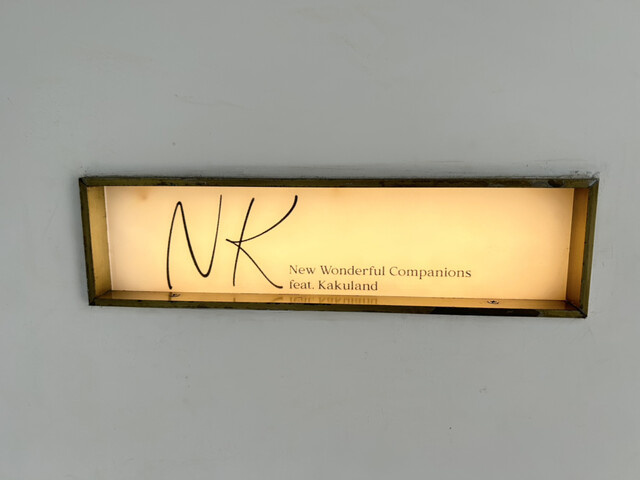 NK
New Wonderful Companions
feat. Kakuland